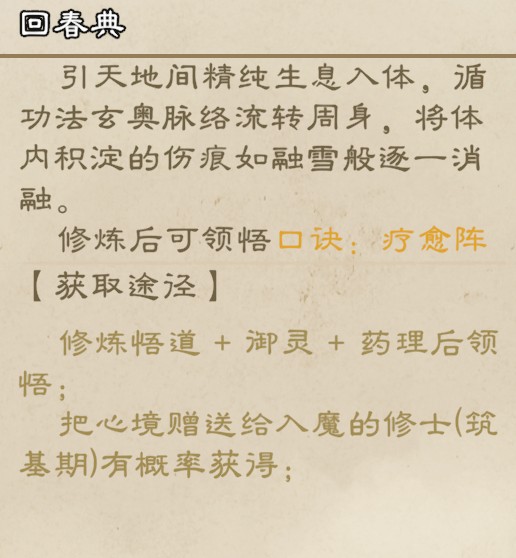 回春典
引天地间精纯生息入体，循
功法玄奥脉络流转周身，将体
内积淀的伤痕如融雪般逐一消
融。
修炼后可领悟口诀：疗愈阵
【获取途径】
修炼悟道 + 御灵 + 药理后领
悟；
把心境赠送给入魔的修士(筑
基期)有概率获得；